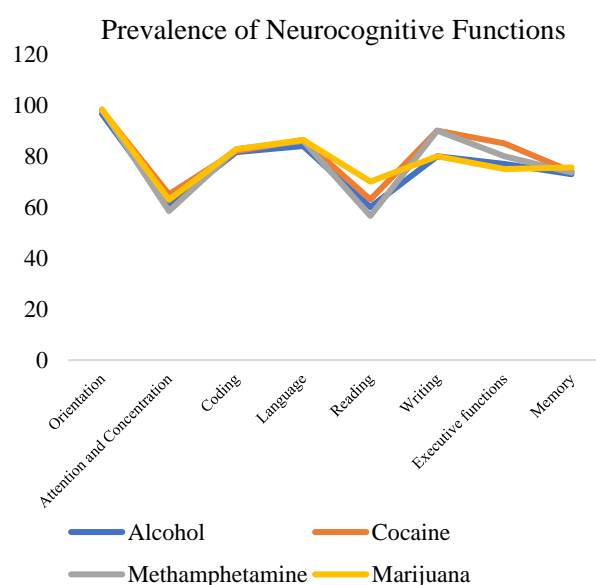 Prevalence of Neurocognitive Functions
120
100
80
60
40
20
0
Orientation
Attention and Concentration
Coding
Language
Reading
Writing
Executive functions
Memory
Alcohol Cocaine
Methamphetamine Marijuana